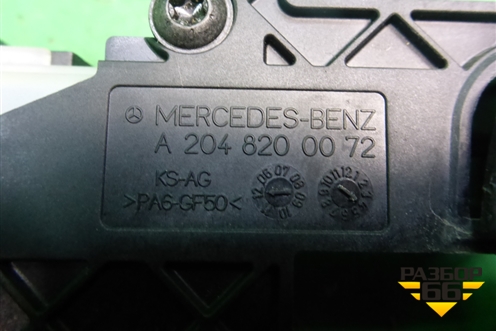 MERCEDES-BENZ
A 204 820 00 72
KS-AG
>PA6-GF50<
РАЗБОР
66